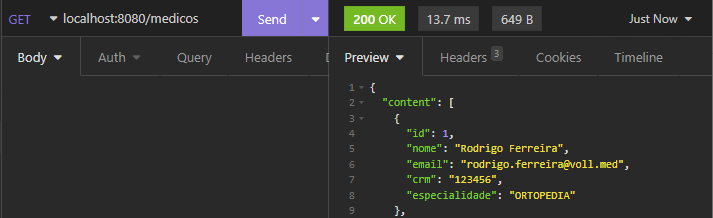 GET localhost:8080/medicos Send 200 OK 13.7 ms 649 B Just Now
Body Auth Query Headers Preview Headers 3 Cookies Timeline
1 {
2 "content": [
3 {
4 "id": 1,
5 "nome": "Rodrigo Ferreira",
6 "email": "rodrigo.ferreira@voll.med",
7 "crm": "123456",
8 "especialidade": "ORTOPEDIA"
9 },